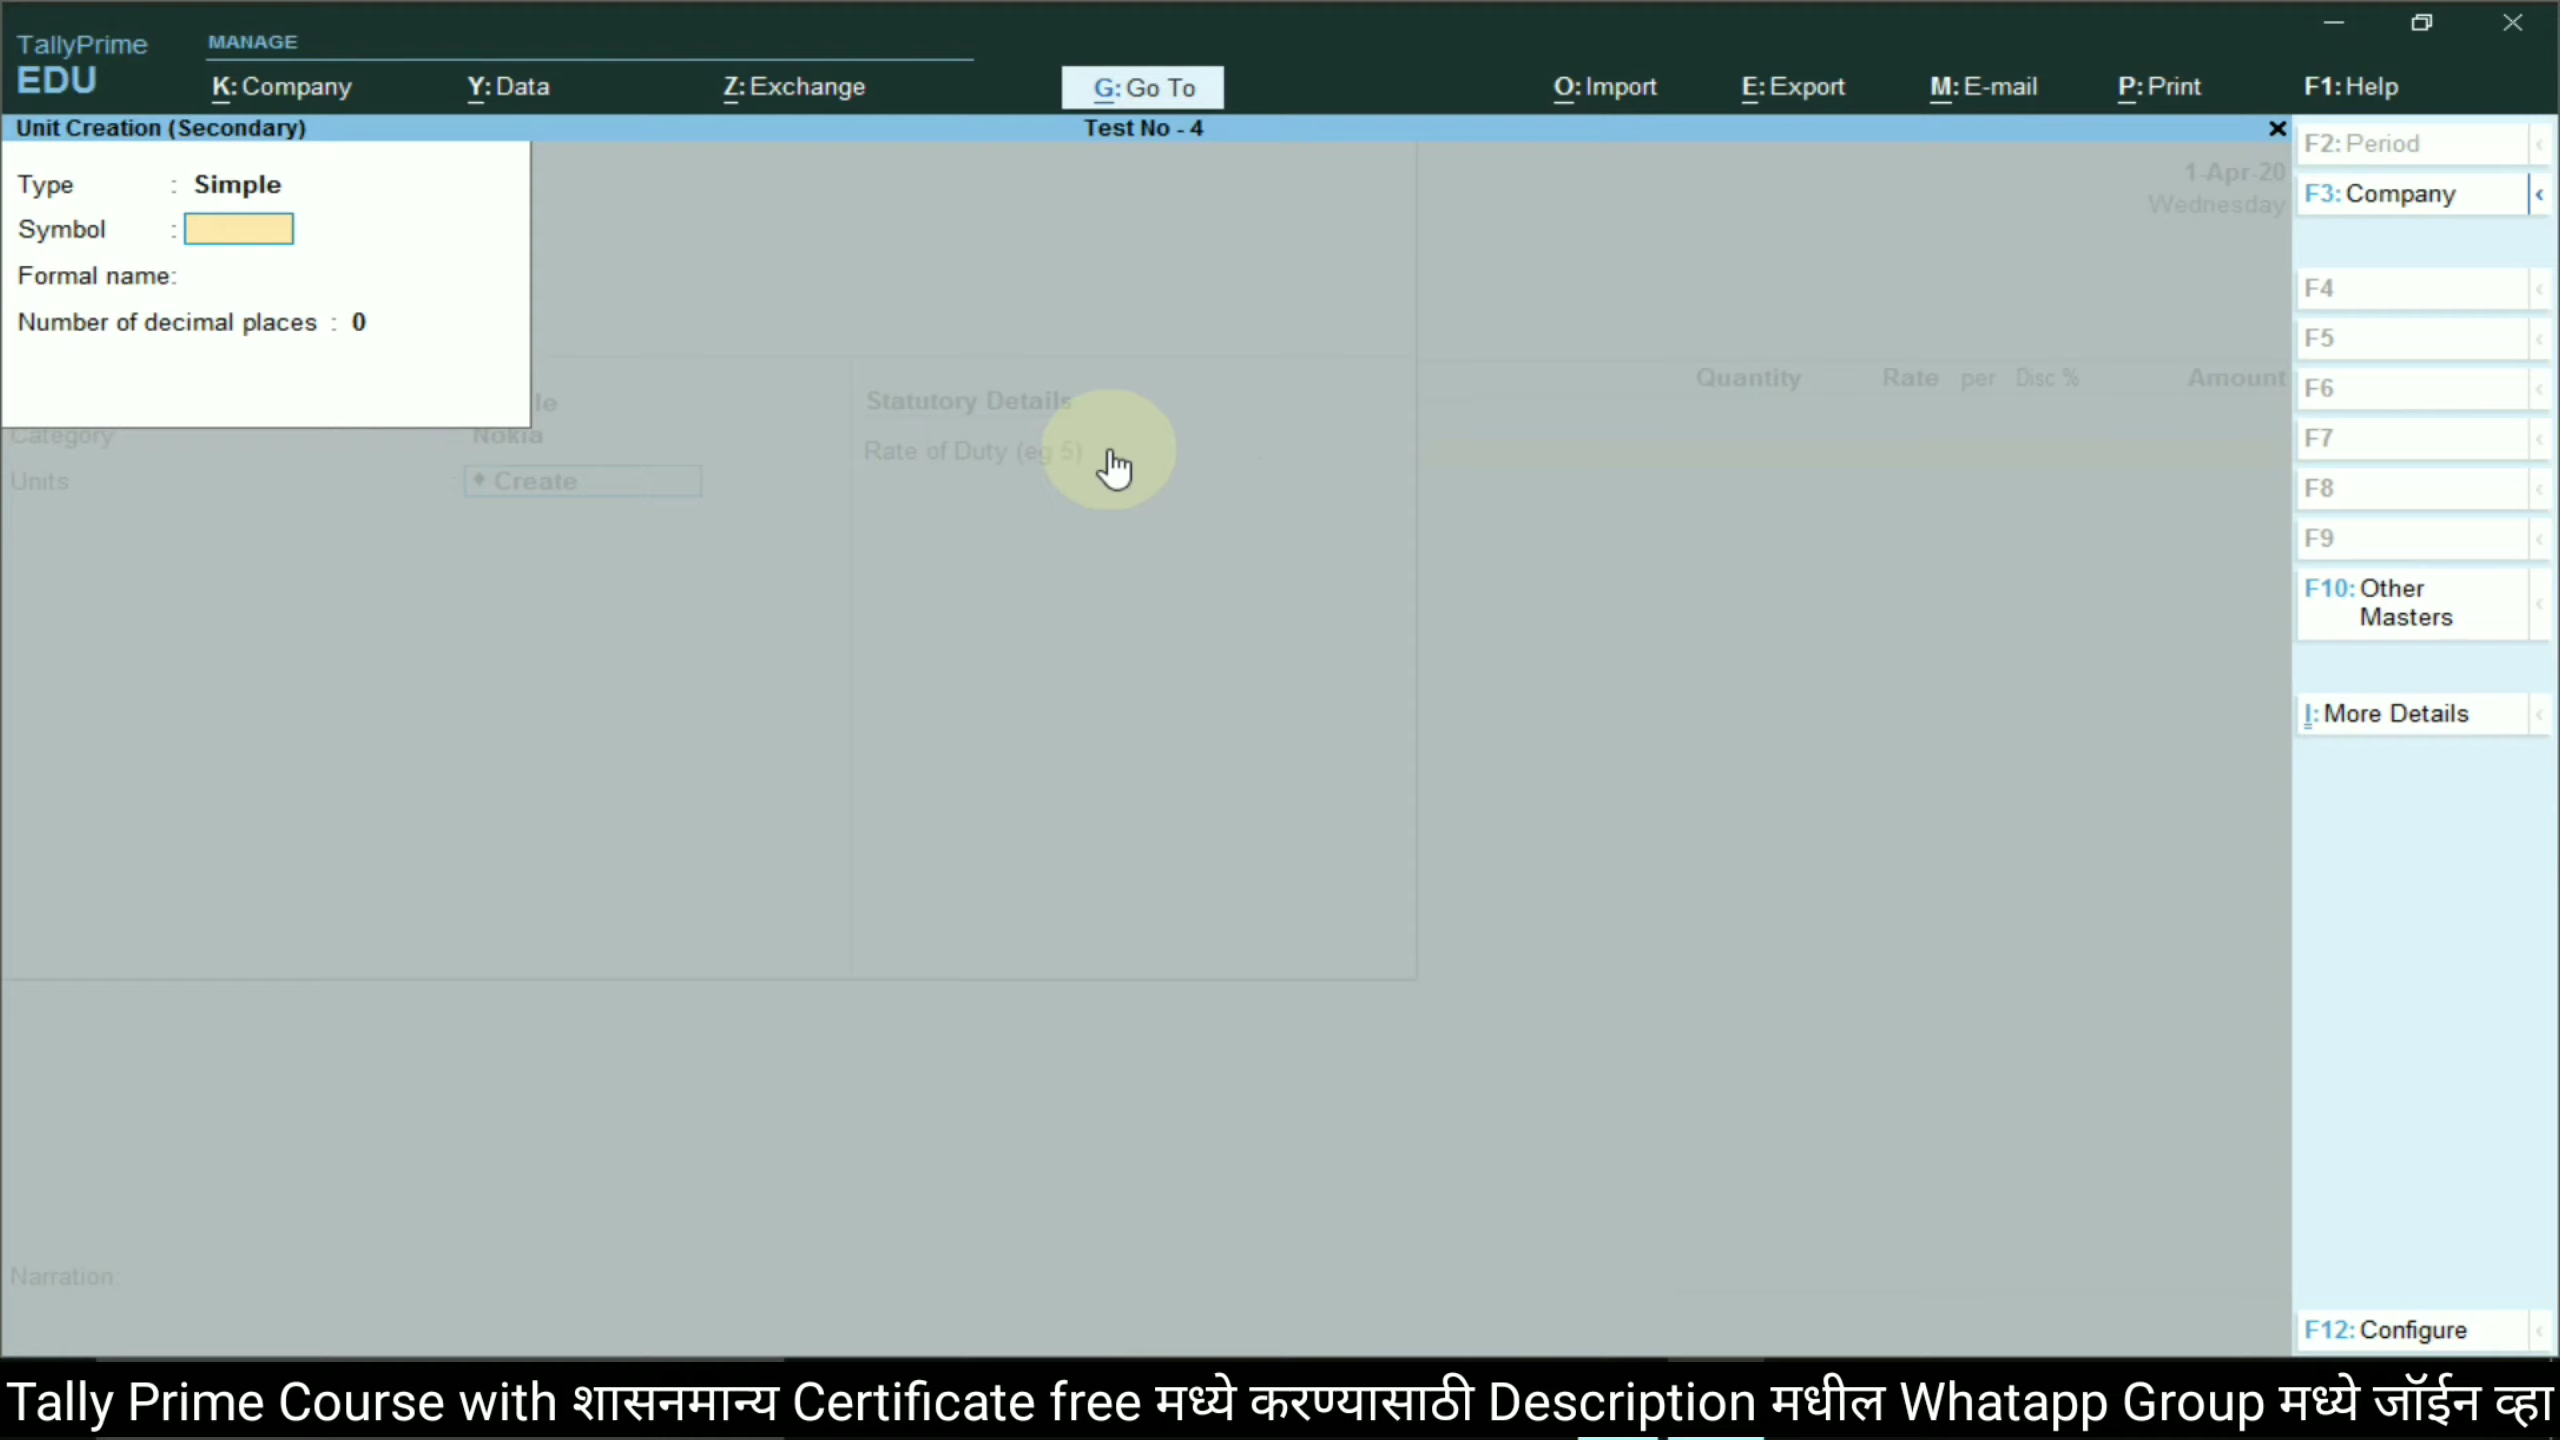 TallyPrime
EDU
MANAGE
K: Company
Y: Data
Z: Exchange
G: Go To
O: Import
E: Export
M: E-mail
P: Print
F1: Help
Unit Creation (Secondary)
Test No - 4
Type : Simple
Symbol :
Formal name:
Number of decimal places : 0
1-Apr-20
Wednesday
Quantity Rate per Disc % Amount
le
Category Nokia
Units : ♦ Create
Statutory Details
Rate of Duty (eg 5)
Narration:
F2: Period
F3: Company
F4
F5
F6
F7
F8
F9
F10: Other
Masters
I: More Details
F12: Configure
Tally Prime Course with शासनमान्य Certificate free मध्ये करण्यासाठी Description मधील Whatapp Group मध्ये जॉईन व्हा